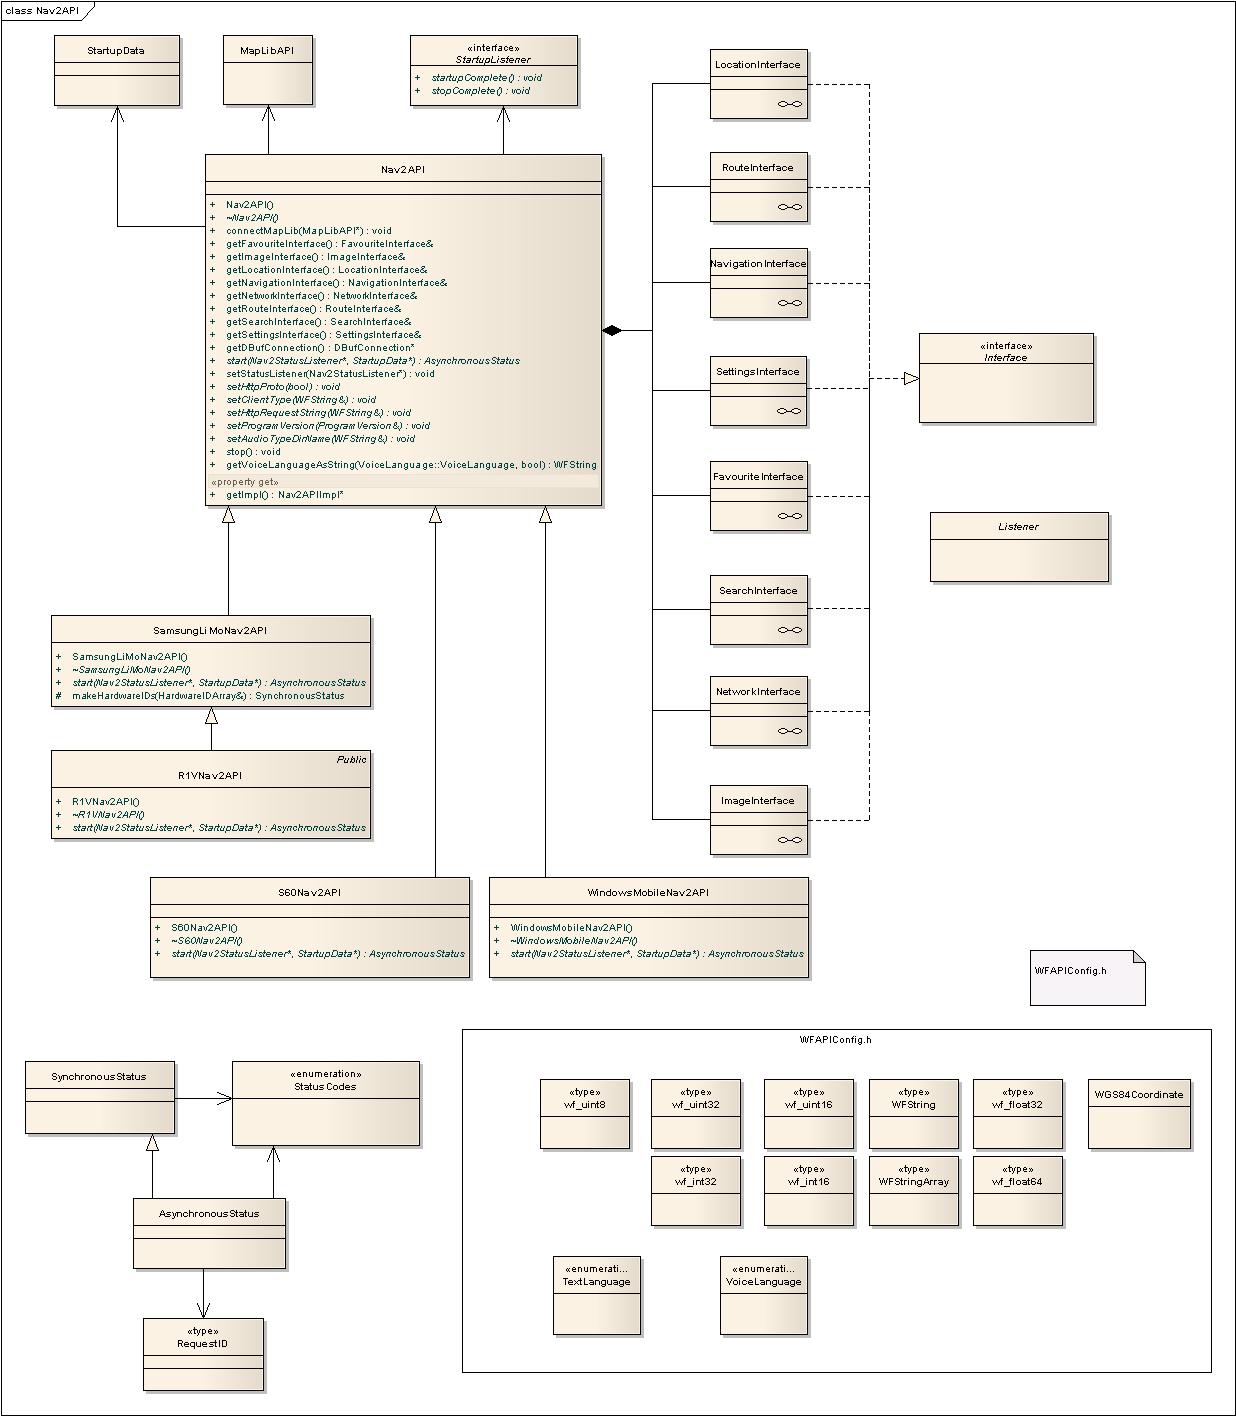 class Nav2API
StartupData
MapLibAPI
«interface»
StartupListener
+ startupComplete() : void
+ stopComplete() : void
LocationInterface
RouteInterface
NavigationInterface
SettingsInterface
FavouriteInterface
SearchInterface
NetworkInterface
ImageInterface
«interface»
Interface
Listener
Nav2API
+ Nav2API()
+ ~Nav2API()
+ connectMapLib(MapLibAPI*) : void
+ getFavouriteInterface() : FavouriteInterface&
+ getImageInterface() : ImageInterface&
+ getLocationInterface() : LocationInterface&
+ getNavigationInterface() : NavigationInterface&
+ getNetworkInterface() : NetworkInterface&
+ getRouteInterface() : RouteInterface&
+ getSearchInterface() : SearchInterface&
+ getSettingsInterface() : SettingsInterface&
+ getDBufConnection() : DBufConnection*
+ start(Nav2StatusListener*, StartupData*) : AsynchronousStatus
+ setStatusListener(Nav2StatusListener*) : void
+ setHttpProto(bool) : void
+ setClientType(WFString&) : void
+ setHttpRequestString(WFString&) : void
+ setProgramVersion(ProgramVersion&) : void
+ setAudioTypeDirName(WFString&) : void
+ stop() : void
+ getVoiceLanguageAsString(VoiceLanguage::VoiceLanguage, bool) : WFString
«property get»
+ getImpl() : Nav2APIImpl*
SamsungLiMoNav2API
+ SamsungLiMoNav2API()
+ ~SamsungLiMoNav2API()
+ start(Nav2StatusListener*, StartupData*) : AsynchronousStatus
# makeHardwareIDs(HardwareIDArray&) : SynchronousStatus
Public
R1VNav2API
+ R1VNav2API()
+ ~R1VNav2API()
+ start(Nav2StatusListener*, StartupData*) : AsynchronousStatus
S60Nav2API
+ S60Nav2API()
+ ~S60Nav2API()
+ start(Nav2StatusListener*, StartupData*) : AsynchronousStatus
WindowsMobileNav2API
+ WindowsMobileNav2API()
+ ~WindowsMobileNav2API()
+ start(Nav2StatusListener*, StartupData*) : AsynchronousStatus
WFAPIConfig.h
SynchronousStatus
«enumeration»
StatusCodes
AsynchronousStatus
«type»
RequestID
WFAPIConfig.h
«type»
wf_uint8
«type»
wf_uint32
«type»
wf_uint16
«type»
WFString
«type»
wf_float32
WGS84Coordinate
«type»
wf_int32
«type»
wf_int16
«type»
WFStringArray
«type»
wf_float64
«enumerati...
TextLanguage
«enumerati...
VoiceLanguage